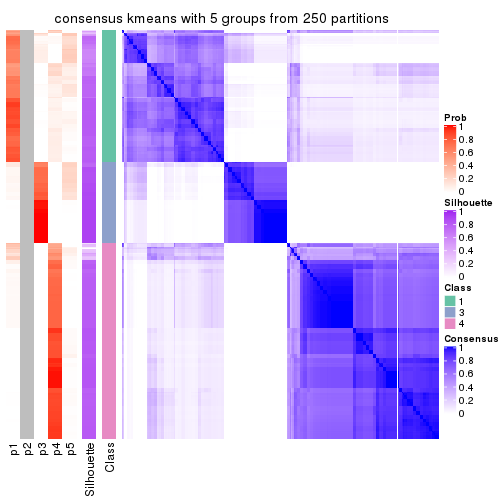 consensus kmeans with 5 groups from 250 partitions
Prob
1
0.8
0.6
0.4
0.2
0
Silhouette
1
0.8
0.6
0.4
0.2
0
Class
1
3
4
Consensus
1
0.8
0.6
0.4
0.2
0
p1
p2
p3
p4
p5
Silhouette
Class